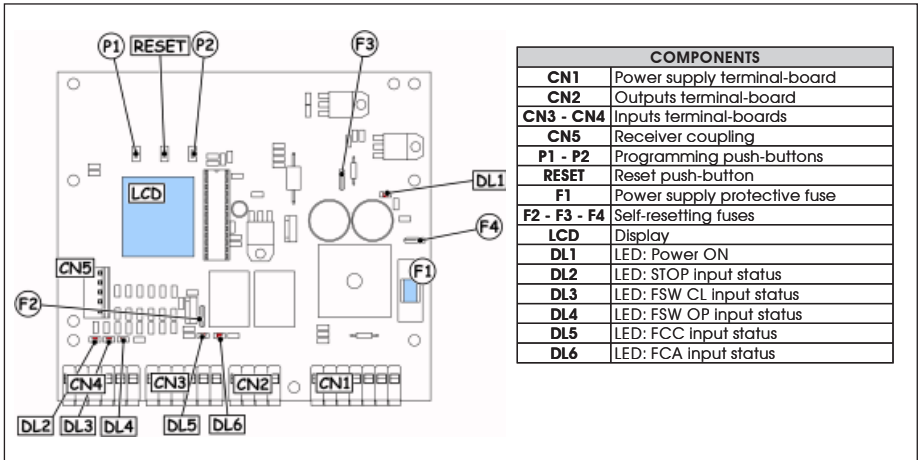 P1 RESET P2 F3
DL1
LCD
F4
CN5
F1
F2
CN4 CN3 CN2 CN1
DL2 DL3 DL4 DL5 DL6
COMPONENTS
CN1 Power supply terminal-board
CN2 Outputs terminal-board
CN3 - CN4 Inputs terminal-boards
CN5 Receiver coupling
P1 - P2 Programming push-buttons
RESET Reset push-button
F1 Power supply protective fuse
F2 - F3 - F4 Self-resetting fuses
LCD Display
DL1 LED: Power ON
DL2 LED: STOP input status
DL3 LED: FSW CL input status
DL4 LED: FSW OP input status
DL5 LED: FCC input status
DL6 LED: FCA input status